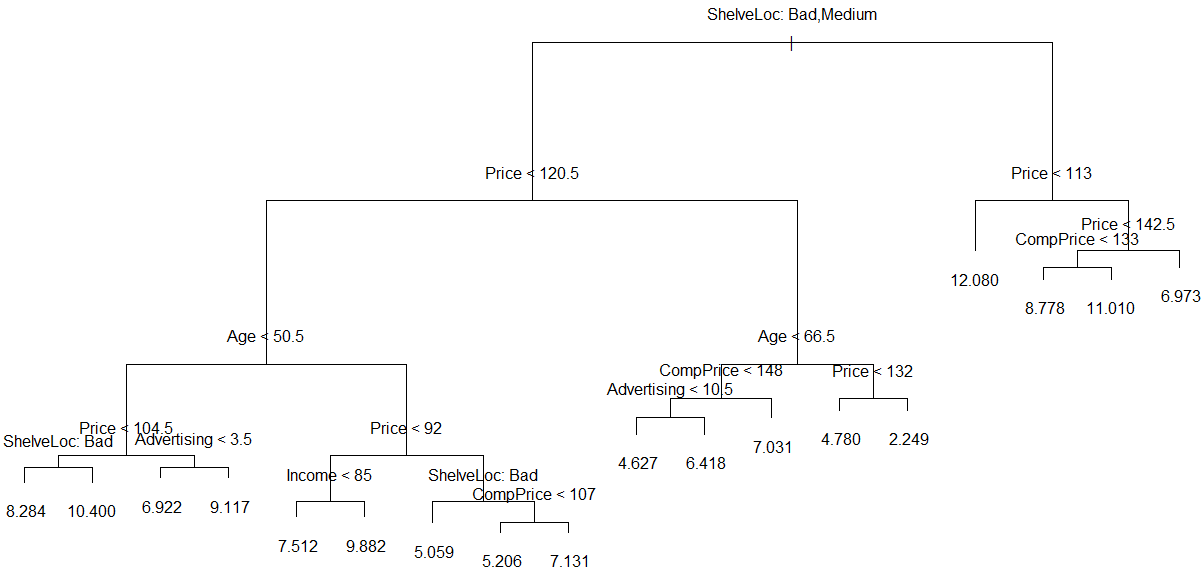 ShelveLoc: Bad,Medium
Price < 120.5
Price < 113
Price < 142.5
CompPrice < 133
12.080
8.778
11.010
6.973
Age < 50.5
Age < 66.5
CompPrice < 148
Price < 132
Advertising < 10.5
4.627
6.418
7.031
4.780
2.249
Price < 104.5
Price < 92
ShelveLoc: Bad
Advertising < 3.5
8.284
10.400
6.922
9.117
Income < 85
ShelveLoc: Bad
CompPrice < 107
7.512
9.882
5.059
5.206
7.131